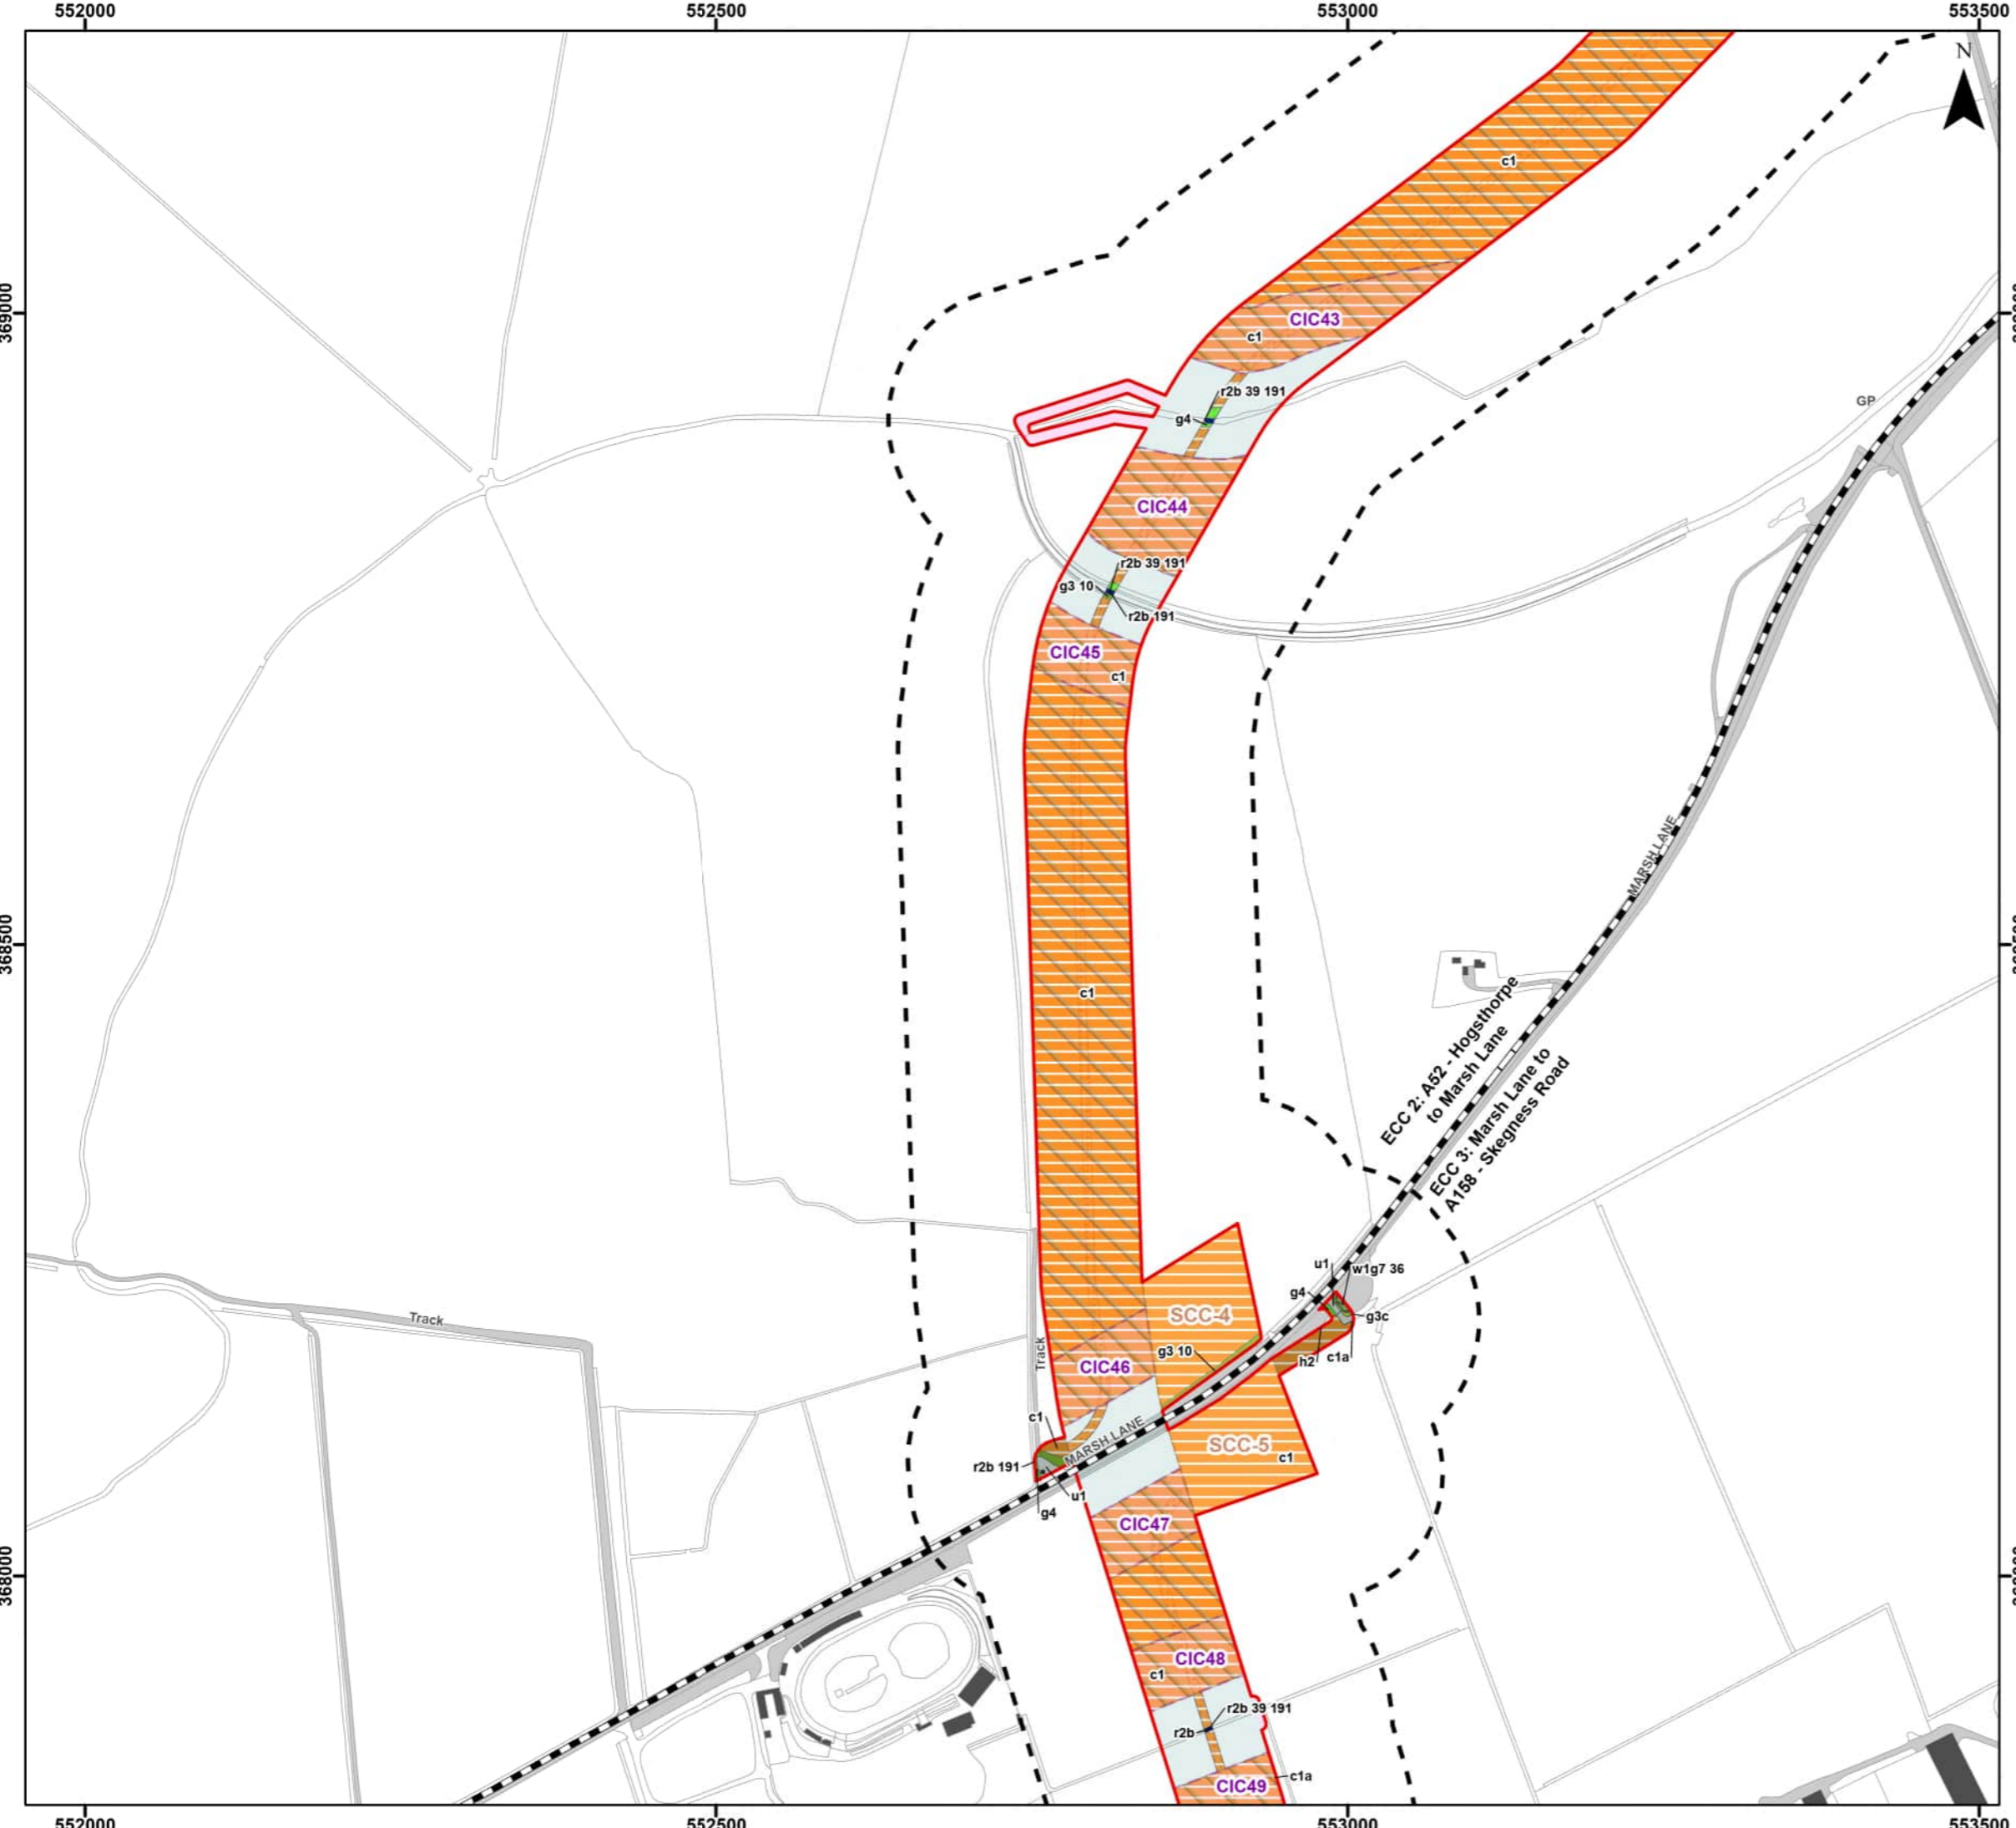 552000
552500
553000
553500
N
c1
369000
CIC43
c1
r2b 39 191
g4
GP
CIC44
r2b 39 191
g3 10
r2b 191
CIC45
c1
MARSH LANE
368500
c1
ECC 2: A52 - Hogsthorpe
to Marsh Lane
ECC 3: Marsh Lane to
A158 - Skegness Road
u1
w1g7 36
g4
g3c
SCC-4
Track
Track
g3 10
h2
c1a
CIC46
c1
MARSH LANE
SCC-5
c1
r2b 191
u1
g4
CIC47
368000
CIC48
c1
r2b 39 191
r2b
c1a
CIC49
552000
552500
553000
553500